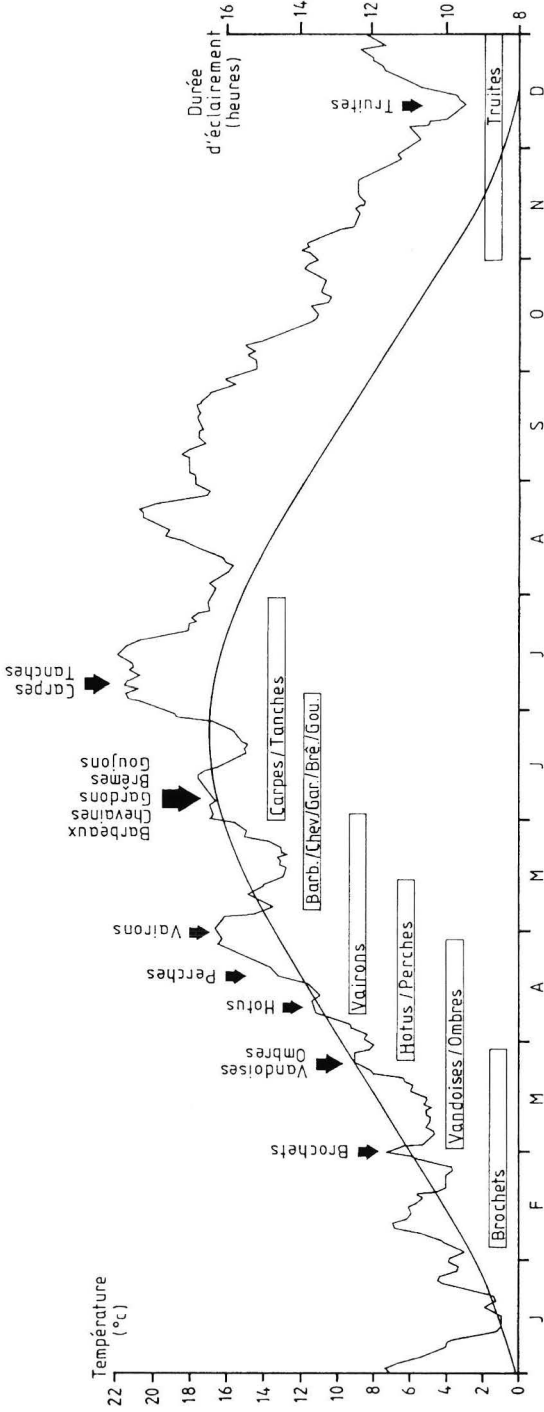 Température
(°c)
22
20
18
16
14
12
10
8
6
4
2
0
Durée
d'éclairement
(heures)
16
14
12
10
8
Brochets
Vandoises
Ombres
Hotus
Perches
Vairons
Barbeaux
Chevaines
Gardons
Brêmes
Goujons
Carpes
Tanches
Truites
Carpes/Tanches
Barb./Chev/Gar./Brê./Gou.
Vairons
Hotus/Perches
Vandoises/Ombres
Brochets
Truites
J F M A M J J A S O N D